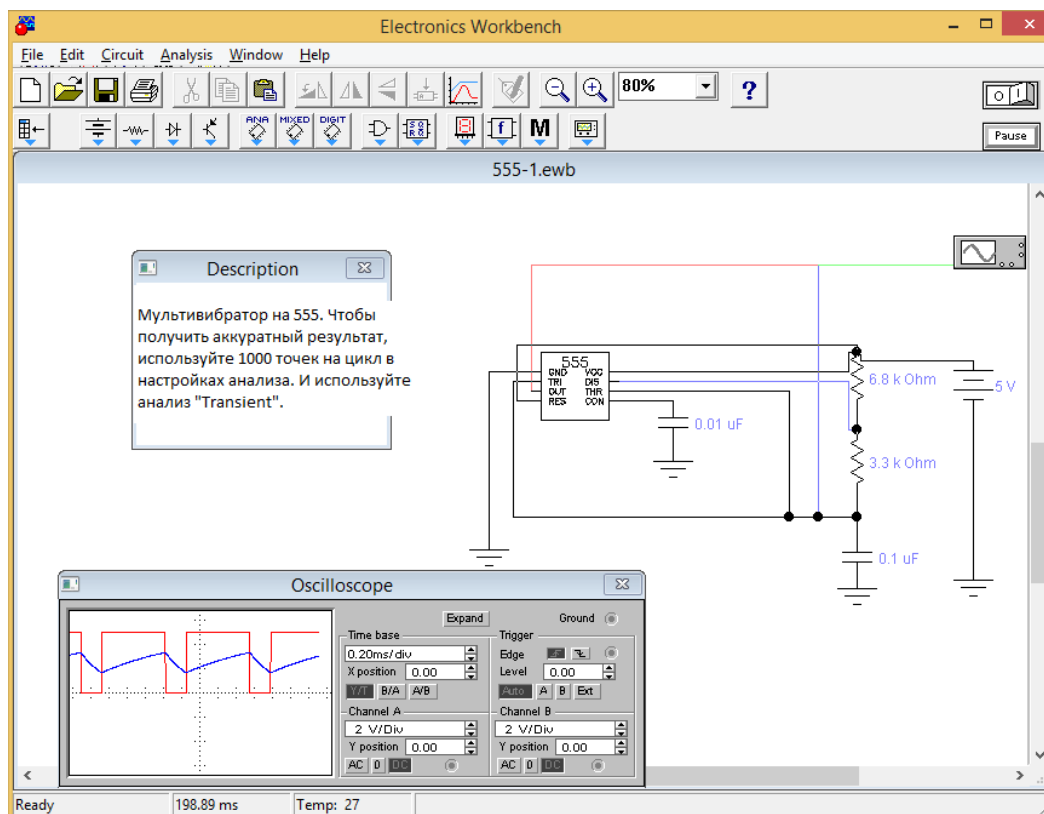 Electronics Workbench
File Edit Circuit Analysis Window Help
80%
?
Pause
ANA MIXED DIGIT
f M
555-1.ewb
Description
Мультивибратор на 555. Чтобы
получить аккуратный результат,
используйте 1000 точек на цикл в
настройках анализа. И используйте
анализ "Transient".
555
GND VCC
TRI DIS
OUT THR
RES CON
6.8 k Ohm
5 V
0.01 uF
3.3 k Ohm
0.1 uF
Oscilloscope
Expand
Ground
Time base
0.20ms/div
X position 0.00
Y/T B/A A/B
Trigger
Edge
Level 0.00
Auto A B Ext
Channel A
2 V/Div
Y position 0.00
AC 0 DC
Channel B
2 V/Div
Y position 0.00
AC 0 DC
Ready 198.89 ms Temp: 27